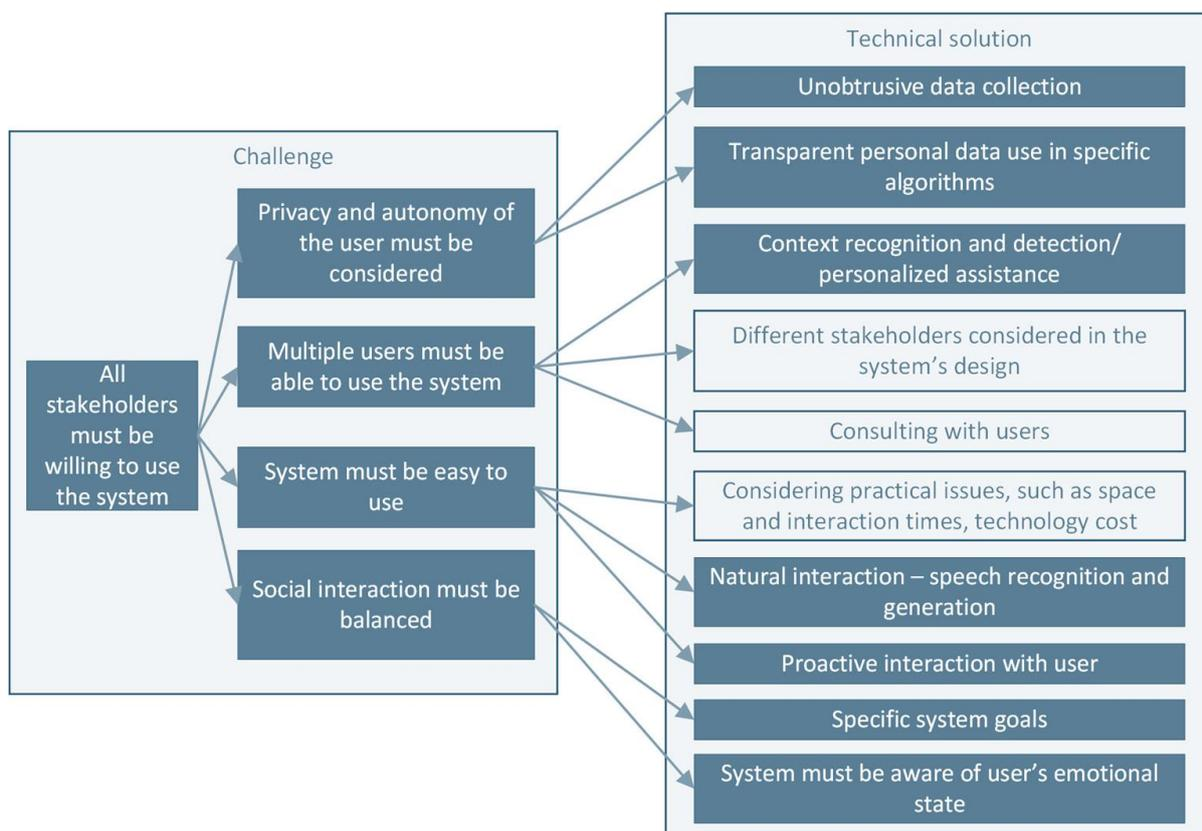 Challenge
All
stakeholders
must be
willing to use
the system
Privacy and autonomy of
the user must be
considered
Multiple users must be
able to use the system
System must be easy to
use
Social interaction must be
balanced
Technical solution
Unobtrusive data collection
Transparent personal data use in specific
algorithms
Context recognition and detection/
personalized assistance
Different stakeholders considered in the
system’s design
Consulting with users
Considering practical issues, such as space
and interaction times, technology cost
Natural interaction – speech recognition and
generation
Proactive interaction with user
Specific system goals
System must be aware of user’s emotional
state